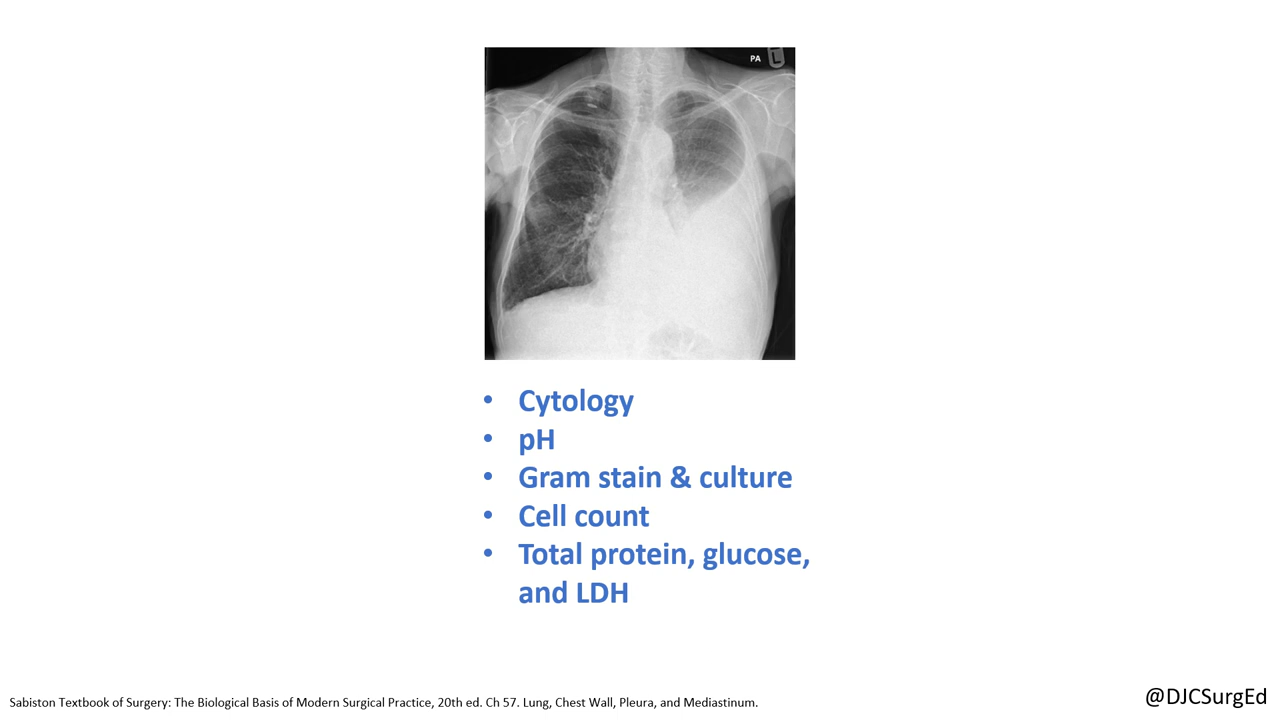 PA L
• Cytology
• pH
• Gram stain & culture
• Cell count
• Total protein, glucose,
and LDH
Sabiston Textbook of Surgery: The Biological Basis of Modern Surgical Practice, 20th ed. Ch 57. Lung, Chest Wall, Pleura, and Mediastinum.
@DJCSurgEd